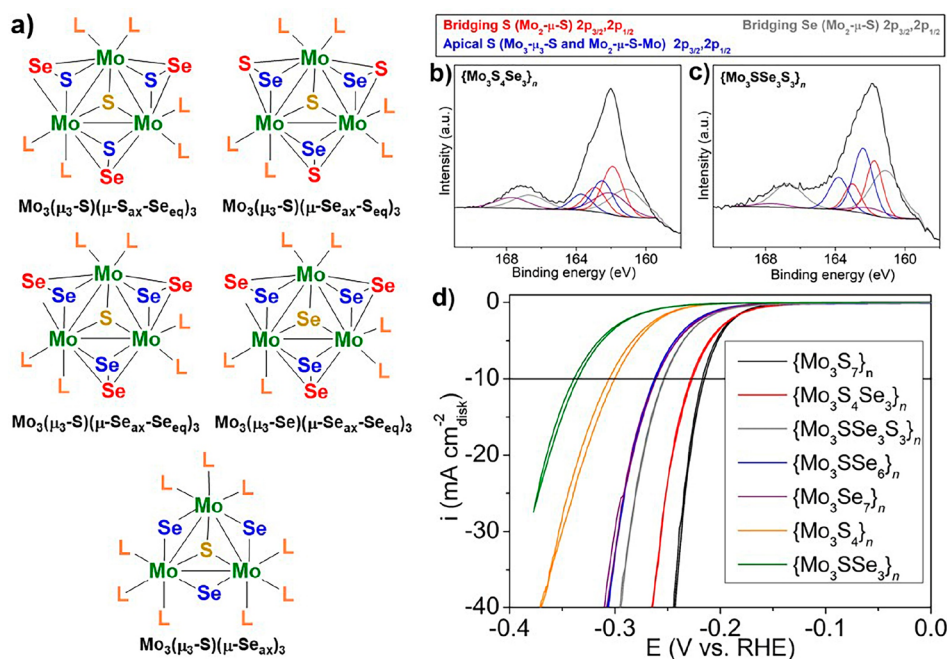 a)
L L L L
Mo Mo
Se S S Se S Se Se S
S S
L Mo Mo L L Mo Mo L
L S L L Se L
Se S
Mo₃(μ₃-S)(μ-Sₐₓ-Seₑq)₃ Mo₃(μ₃-S)(μ-Seₐₓ-Sₑq)₃
L L L L
Mo Mo
Se Se Se Se Se Se Se Se
S Se
L Mo Mo L L Mo Mo L
L Se L L Se L
Se Se
Mo₃(μ₃-S)(μ-Seₐₓ-Seₑq)₃ Mo₃(μ₃-Se)(μ-Seₐₓ-Seₑq)₃
L L
L Mo L
Se Se
S
L Mo Mo L
L Se L
L L
Mo₃(μ₃-S)(μ-Seₐₓ)₃
Bridging S (Mo₂-μ-S) 2p₃/₂,2p₁/₂ Bridging Se (Mo₂-μ-S) 2p₃/₂,2p₁/₂
Apical S (Mo₃-μ₃-S and Mo₂-μ-S-Mo) 2p₃/₂,2p₁/₂
b)
{Mo₃S₄Se₃}ₙ
Intensity (a.u.)
168 164 160
Binding energy (eV)
c)
{Mo₃SSe₃S₃}ₙ
Intensity (a.u.)
168 164 160
Binding energy (eV)
d)
0
-10
-20
-30
-40
i (mA cm⁻²disk)
-0.4 -0.3 -0.2 -0.1 0.0
E (V vs. RHE)
{Mo₃S₇}ₙ
{Mo₃S₄Se₃}ₙ
{Mo₃SSe₃S₃}ₙ
{Mo₃SSe₆}ₙ
{Mo₃Se₇}ₙ
{Mo₃S₄}ₙ
{Mo₃SSe₃}ₙ